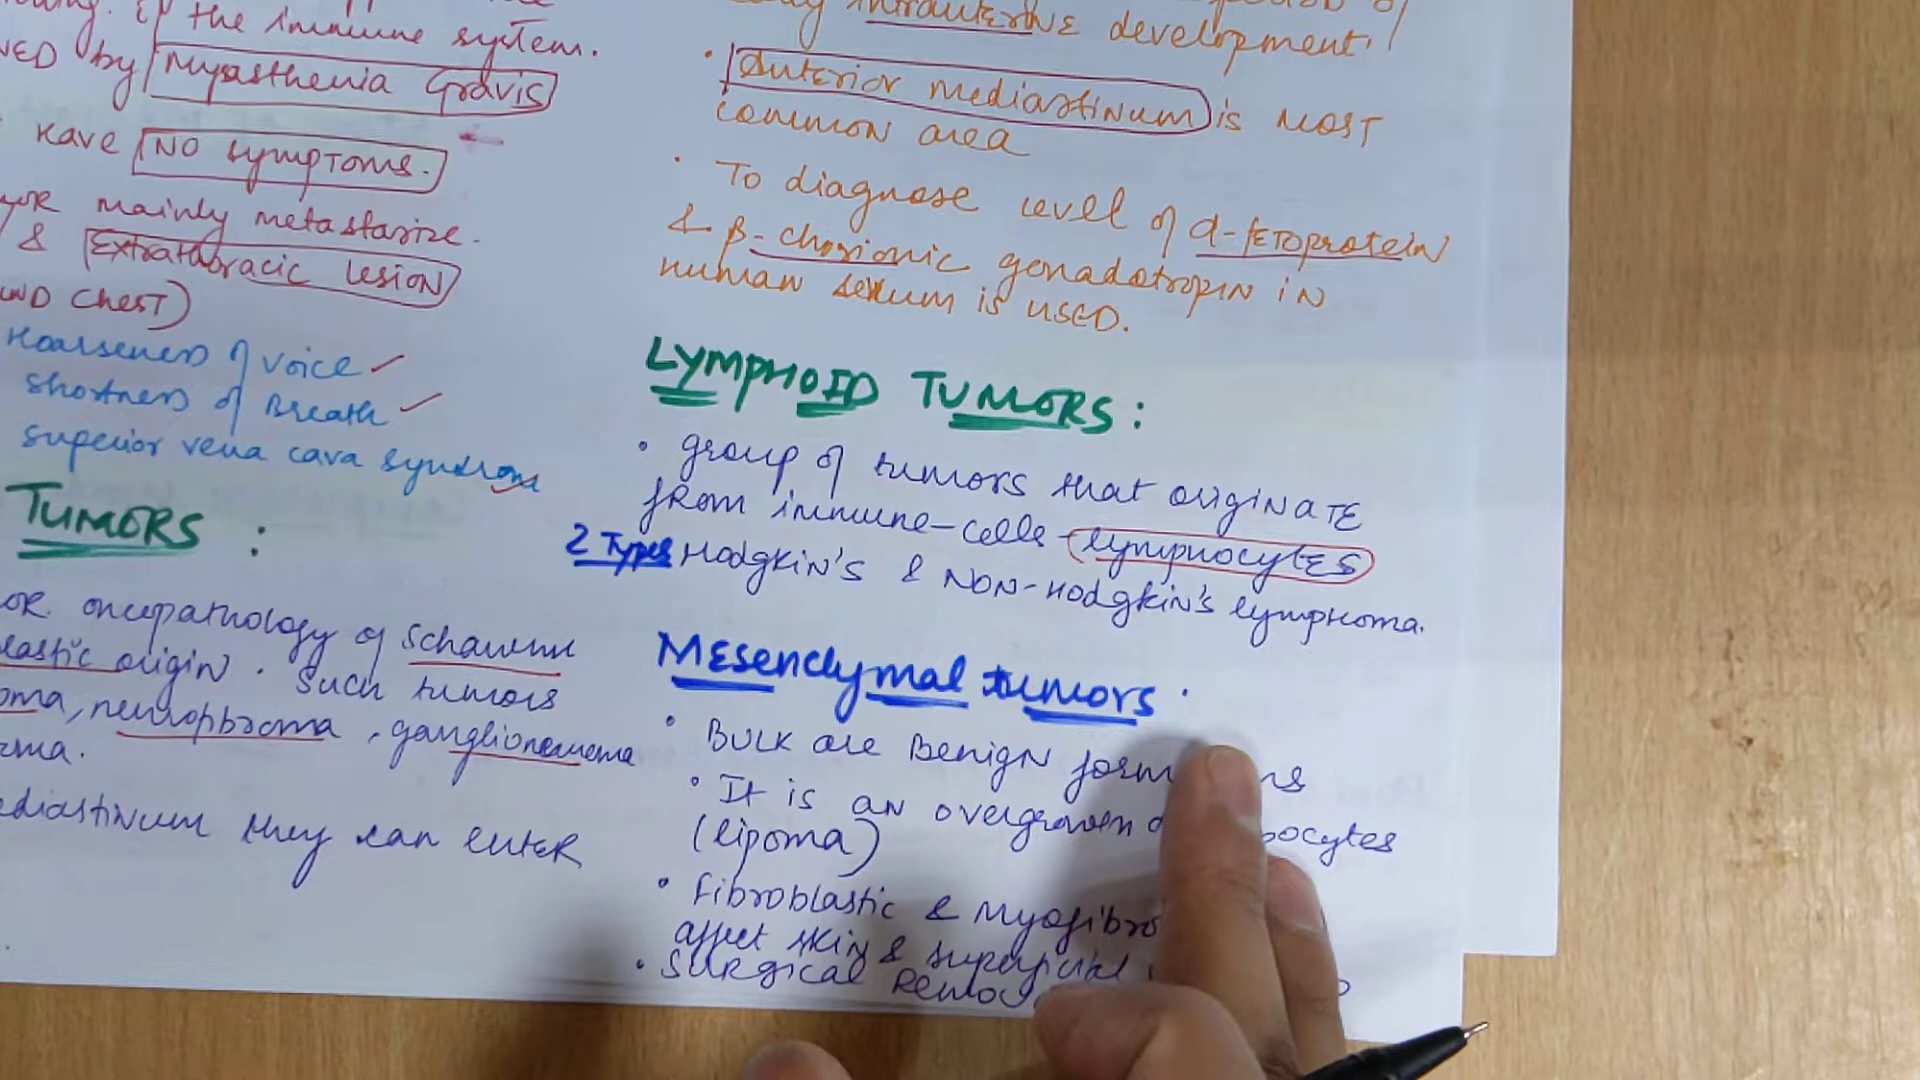 the immune system.
by Myasthenia Gravis
Have NO symptoms.
mainly metastasize.
& Extrathoracic lesion
Chest)
Hoarseness of voice
Shortness of Breath
superior vena cava syndrome
TUMORS :
OR oncopathology of Schawnn
origin. Such tumors
, neurofibroma, ganglioneuroma
they can enter
intrauterine development.
• Anterior mediastinum is MOST
common area
• To diagnose level of α-fetoprotein
& β-chorionic gonadotropin in
human serum is used.
LYMPHOID TUMORS :
• group of tumors that originate
from immune-cells - lymphocytes
2 Types Hodgkin's & Non-Hodgkin's lymphoma.
Mesenchymal tumors :
• Bulk are Benign
• It is an overgrown
(lipoma)
• Fibroblastic &
affect skin & superficial
• Surgical